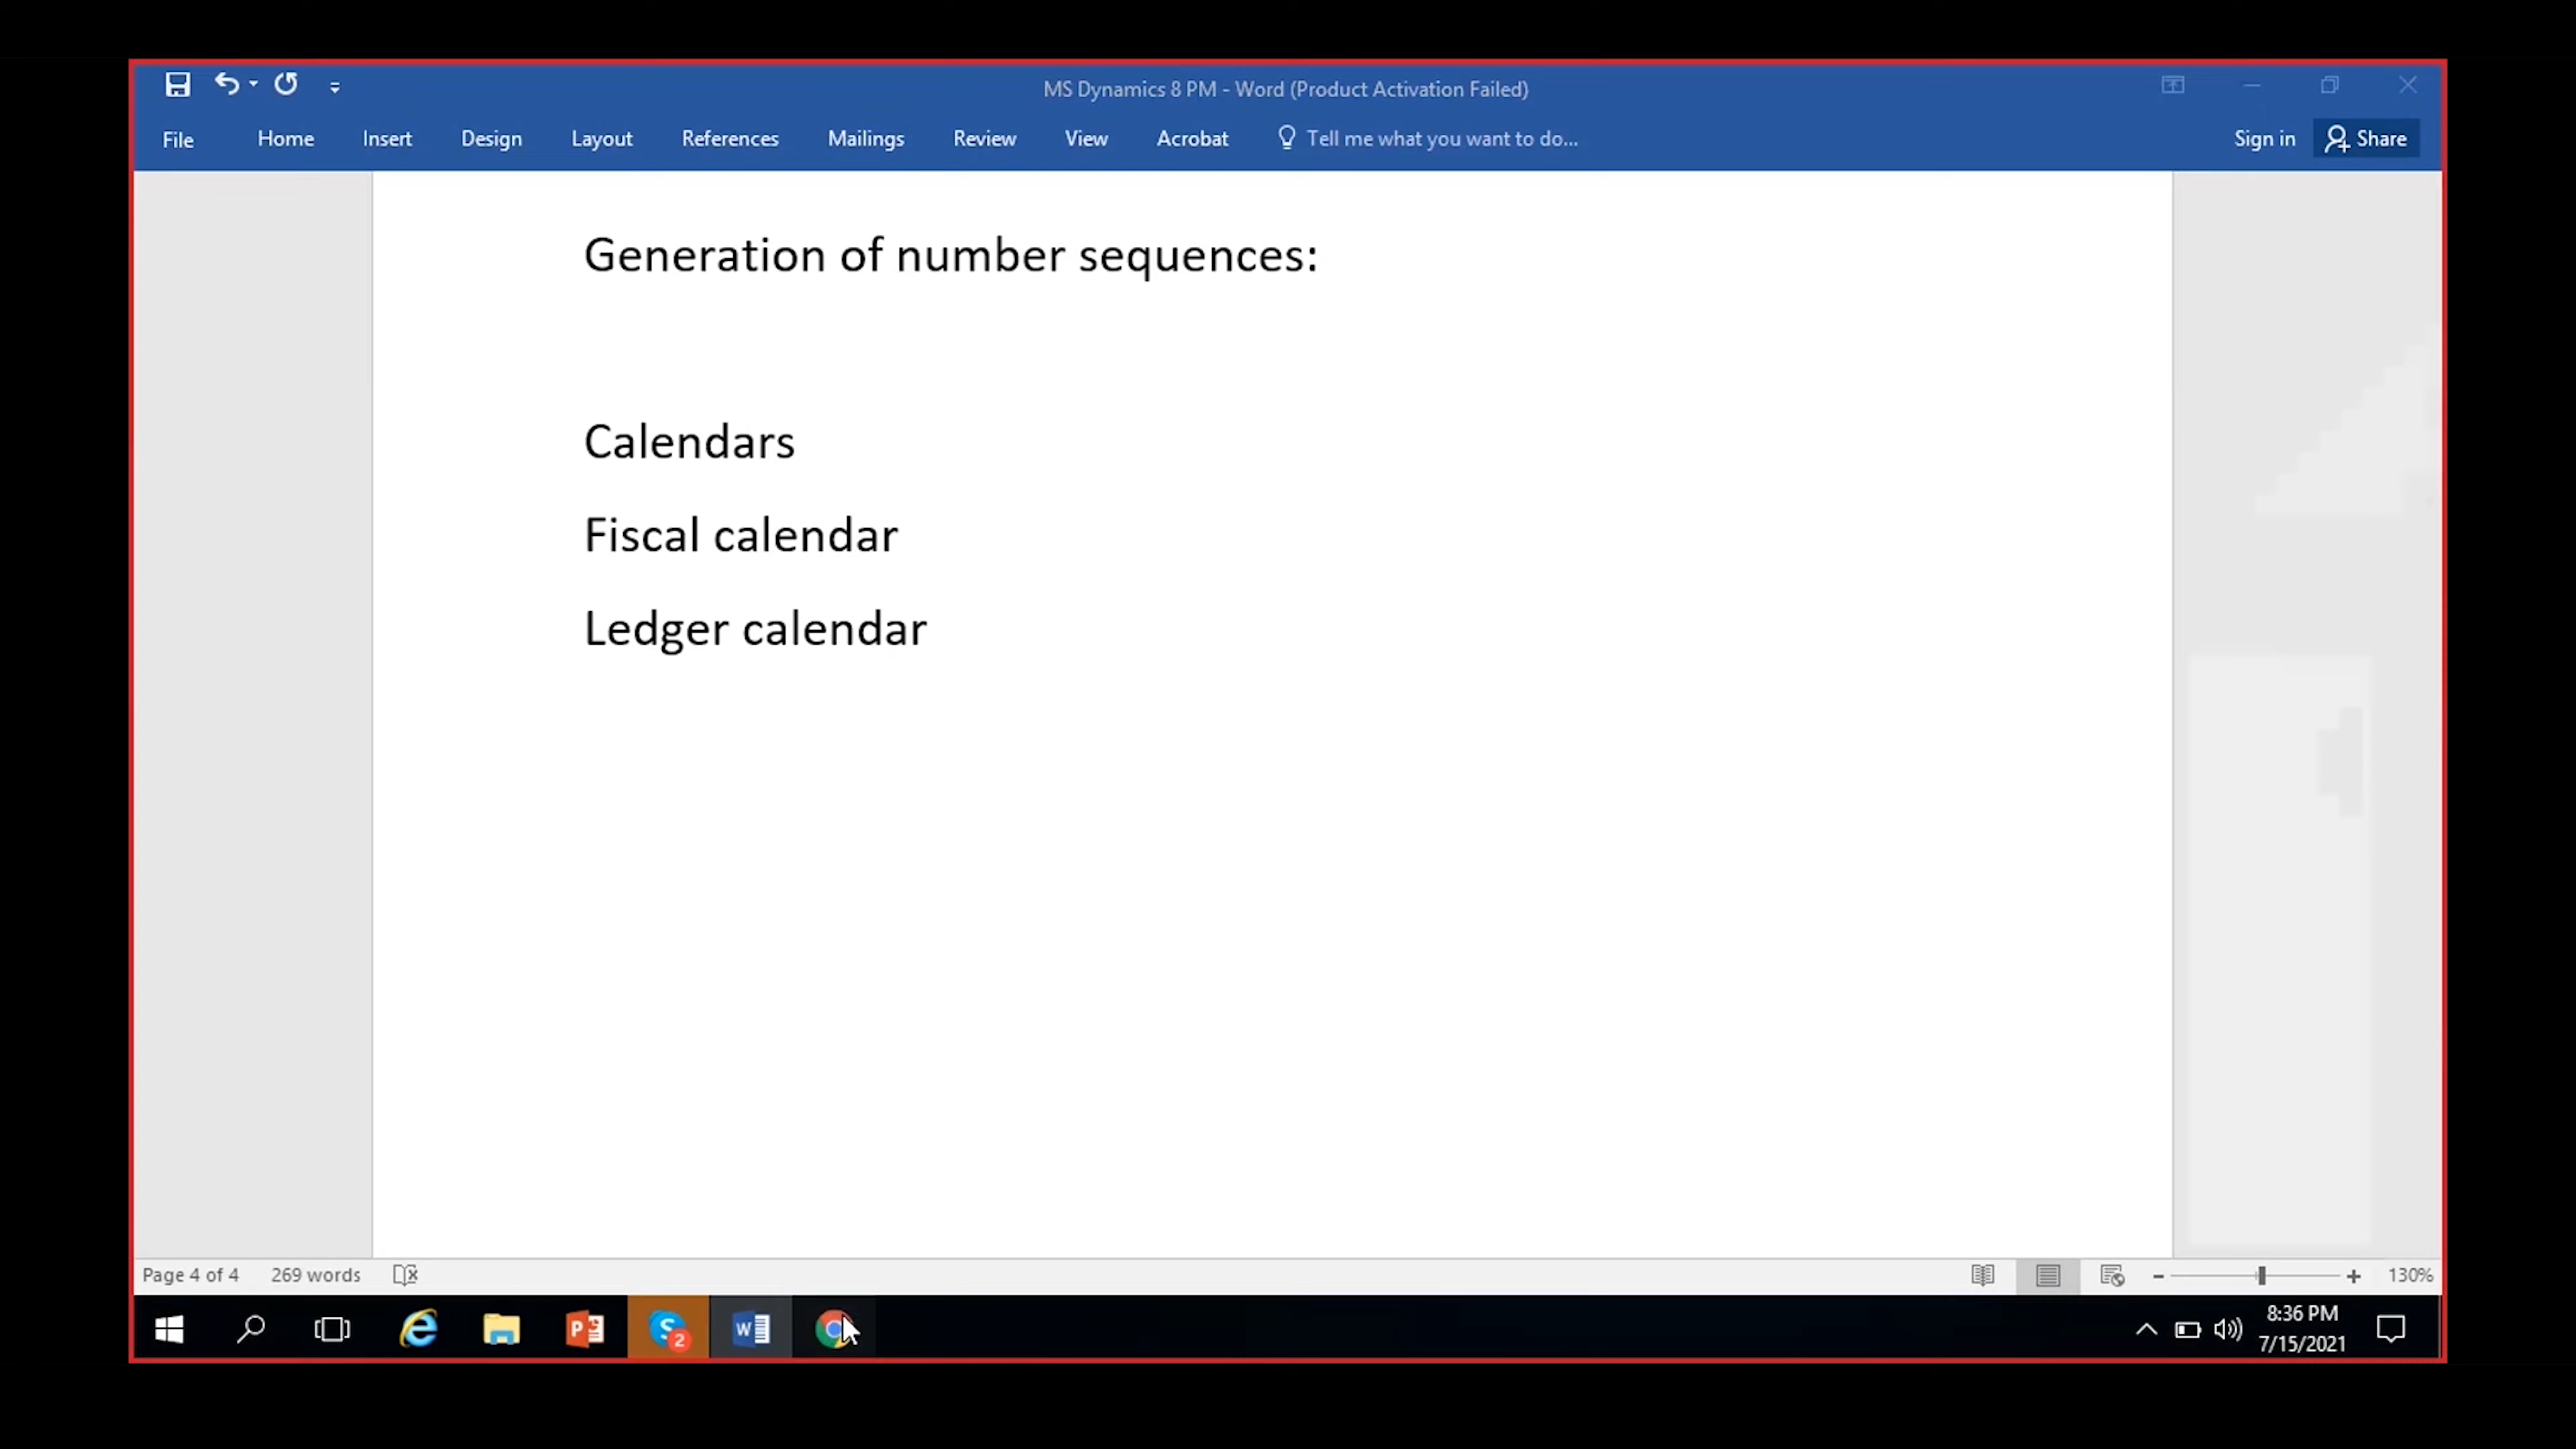 MS Dynamics 8 PM - Word (Product Activation Failed)
File Home Insert Design Layout References Mailings Review View Acrobat Tell me what you want to do... Sign in Share
Generation of number sequences:
Calendars
Fiscal calendar
Ledger calendar
Page 4 of 4 269 words 130%
2
8:36 PM
7/15/2021